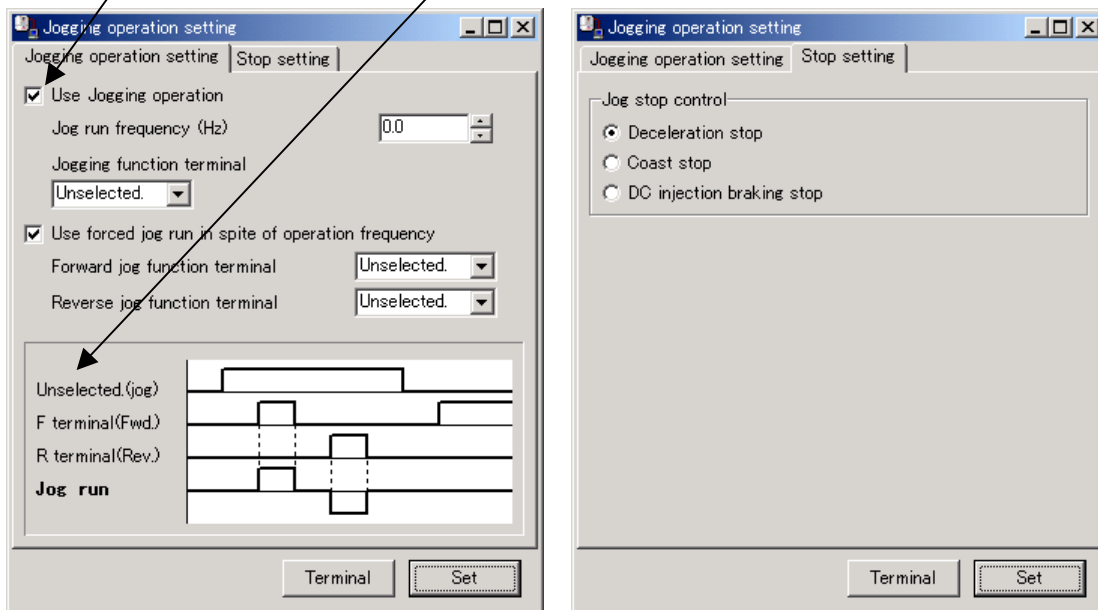 Jogging operation setting
Jogging operation setting Stop setting
Use Jogging operation
Jog run frequency (Hz) 0.0
Jogging function terminal
Unselected.
Use forced jog run in spite of operation frequency
Forward jog function terminal Unselected.
Reverse jog function terminal Unselected.
Unselected.(jog)
F terminal(Fwd.)
R terminal(Rev.)
Jog run
Terminal Set
Jogging operation setting
Jogging operation setting Stop setting
Jog stop control
Deceleration stop
Coast stop
DC injection braking stop
Terminal Set